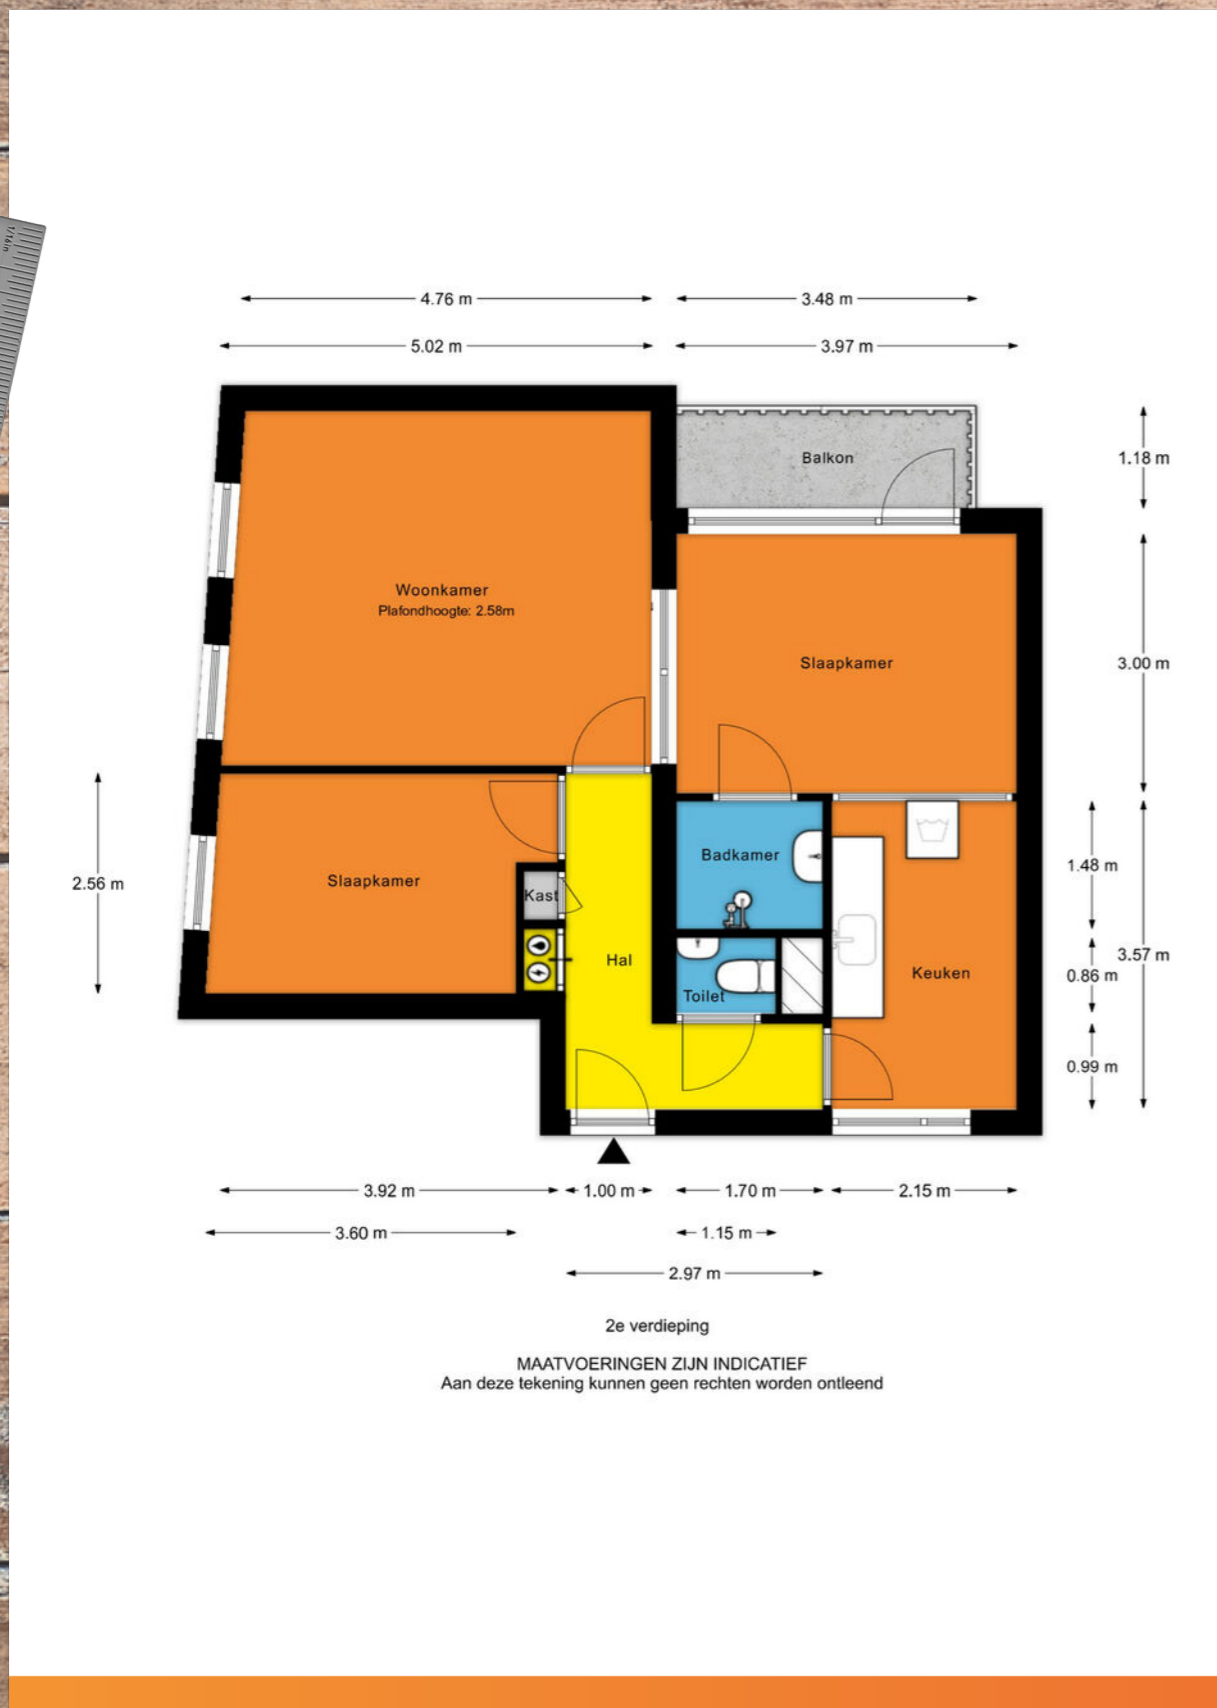 1/16in
4.76 m
3.48 m
5.02 m
3.97 m
Balkon
1.18 m
Woonkamer
Plafondhoogte: 2.58m
Slaapkamer
3.00 m
2.56 m
Slaapkamer
Kast
Badkamer
1.48 m
Hal
Toilet
Keuken
0.86 m
3.57 m
0.99 m
3.92 m
1.00 m
1.70 m
2.15 m
3.60 m
1.15 m
2.97 m
2e verdieping
MAATVOERINGEN ZIJN INDICATIEF
Aan deze tekening kunnen geen rechten worden ontleend